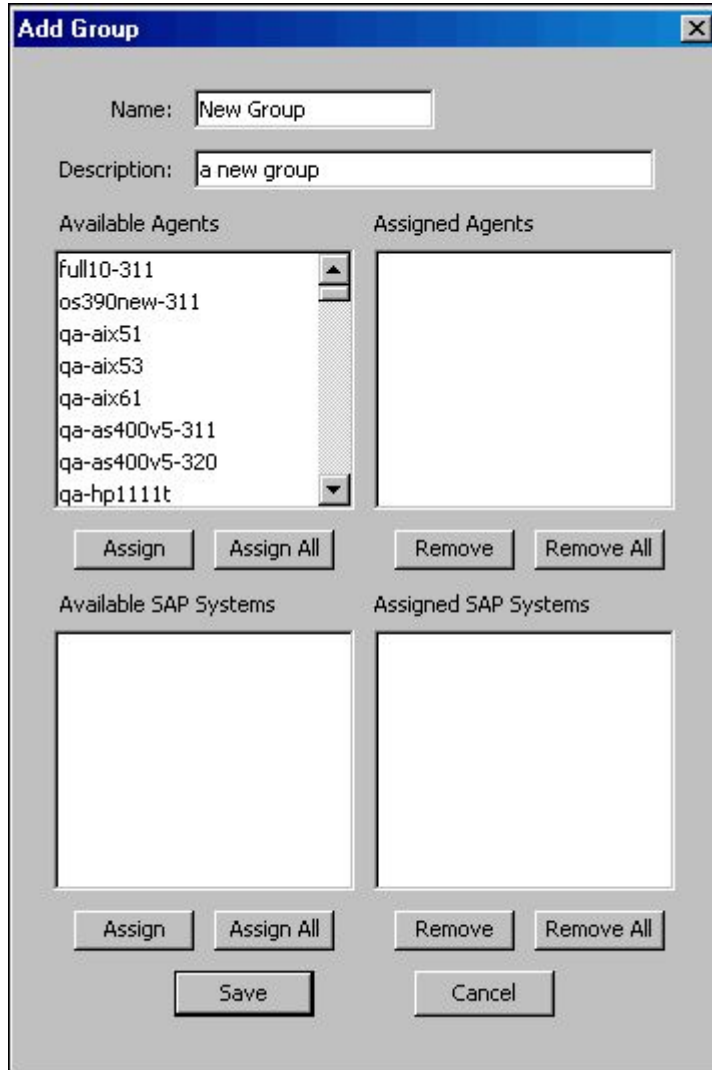 Add Group
Name: New Group
Description: a new group
Available Agents Assigned Agents
full10-311
os390new-311
qa-aix51
qa-aix53
qa-aix61
qa-as400v5-311
qa-as400v5-320
qa-hp1111t
Assign Assign All Remove Remove All
Available SAP Systems Assigned SAP Systems
Assign Assign All Remove Remove All
Save Cancel